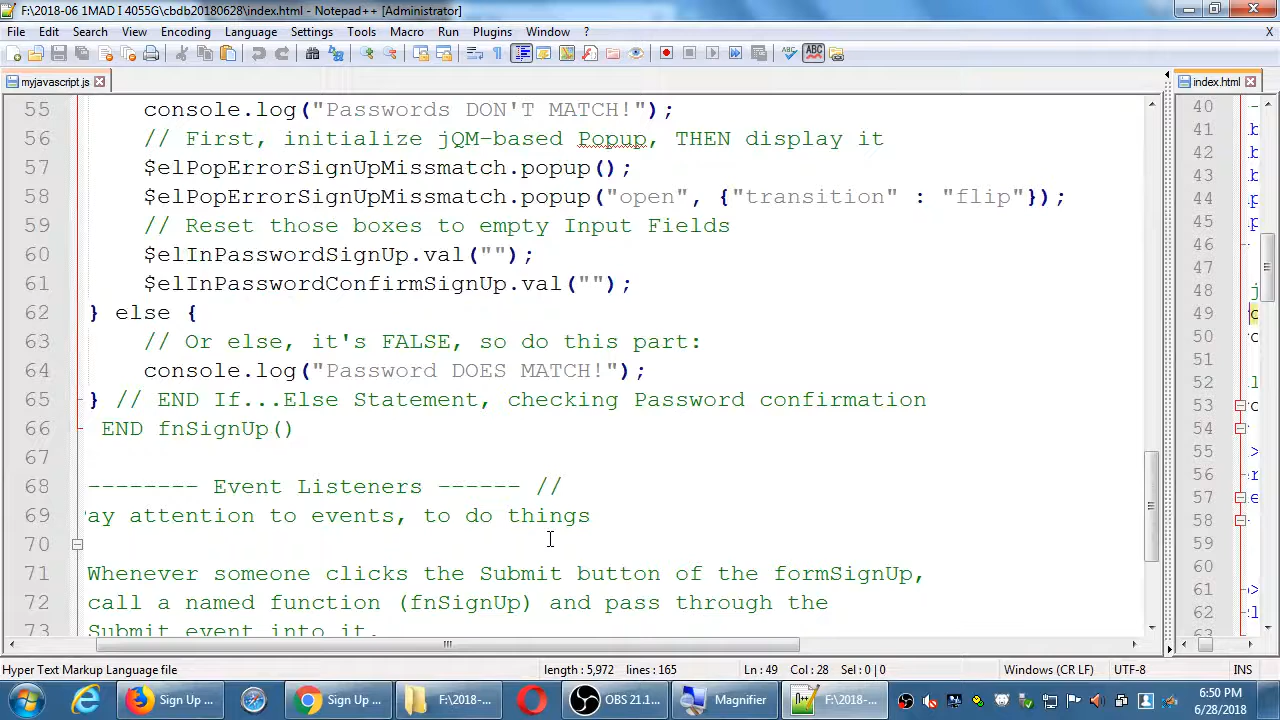 F:\2018-06 1MAD I 4055G\cbdb20180628\index.html - Notepad++ [Administrator]
File Edit Search View Encoding Language Settings Tools Macro Run Plugins Window ? X
myjavascript.js
index.html
55 console.log("Passwords DON'T MATCH!");
56 // First, initialize jQM-based Popup, THEN display it
57 $elPopErrorSignUpMissmatch.popup();
58 $elPopErrorSignUpMissmatch.popup("open", {"transition" : "flip"});
59 // Reset those boxes to empty Input Fields
60 $elInPasswordSignUp.val("");
61 $elInPasswordConfirmSignUp.val("");
62 } else {
63 // Or else, it's FALSE, so do this part:
64 console.log("Password DOES MATCH!");
65 } // END If...Else Statement, checking Password confirmation
66 END fnSignUp()
67
68 -------- Event Listeners ------ //
69 ay attention to events, to do things
70
71 Whenever someone clicks the Submit button of the formSignUp,
72 call a named function (fnSignUp) and pass through the
73 Submit event into it.
40
41
42
43
44
45
46
47
48
49
50
51
52
53
54
55
56
57
58
59
60
61
62
63
Hyper Text Markup Language file length : 5,972 lines : 165 Ln : 49 Col : 28 Sel : 0 | 0 Windows (CR LF) UTF-8 INS
Sign Up ... Sign Up ... F:\2018-... OBS 21.1... Magnifier F:\2018-...
6:50 PM
6/28/2018